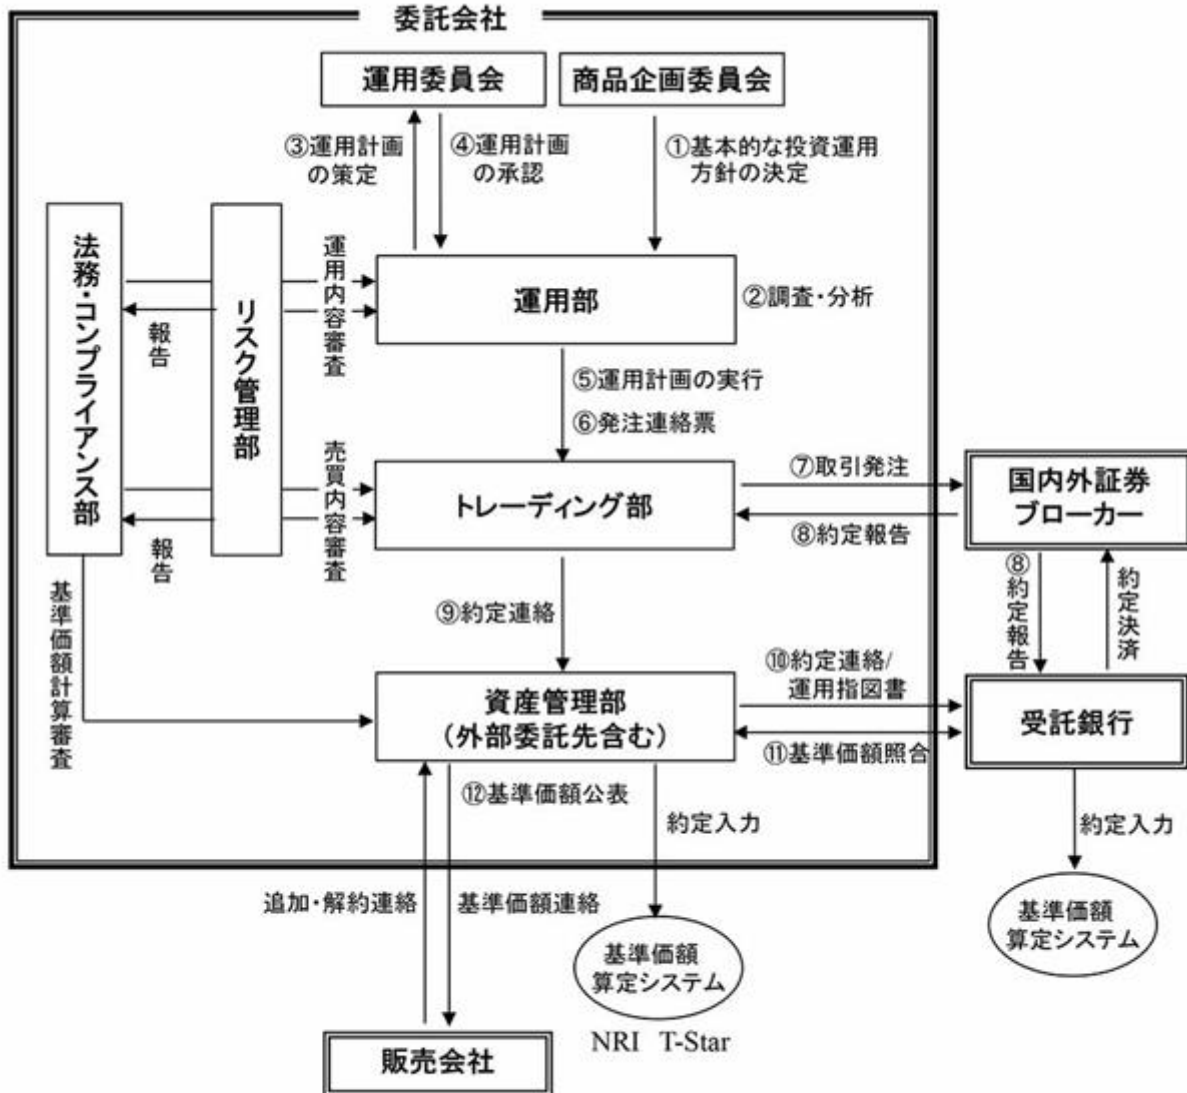 委託会社
運用委員会
商品企画委員会
③運用計画
の策定
④運用計画
の承認
①基本的な投資運用
方針の決定
法務・コンプライアンス部
リスク管理部
運用内容審査
報告
運用部
②調査・分析
⑤運用計画の実行
⑥発注連絡票
売買内容審査
報告
トレーディング部
⑦取引発注
⑧約定報告
国内外証券
ブローカー
⑧約定報告
約定決済
基準価額計算審査
⑨約定連絡
資産管理部
(外部委託先含む)
⑩約定連絡/
運用指図書
⑪基準価額照合
受託銀行
⑫基準価額公表
約定入力
約定入力
追加・解約連絡
基準価額連絡
基準価額
算定システム
基準価額
算定システム
NRI T-Star
販売会社